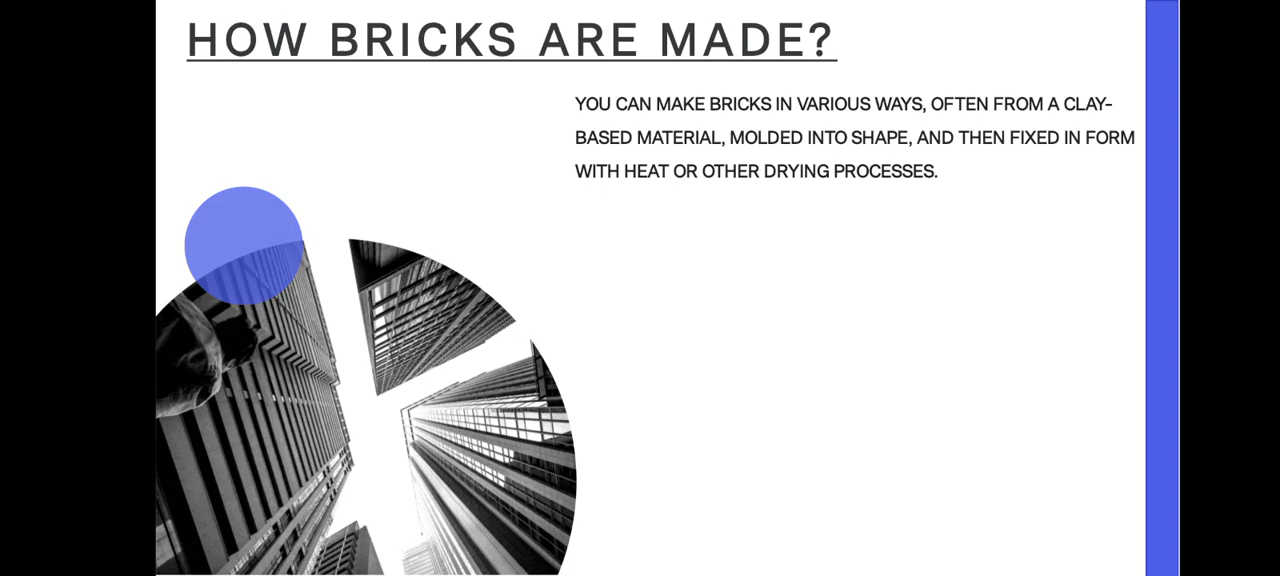 HOW BRICKS ARE MADE?
YOU CAN MAKE BRICKS IN VARIOUS WAYS, OFTEN FROM A CLAY-
BASED MATERIAL, MOLDED INTO SHAPE, AND THEN FIXED IN FORM
WITH HEAT OR OTHER DRYING PROCESSES.